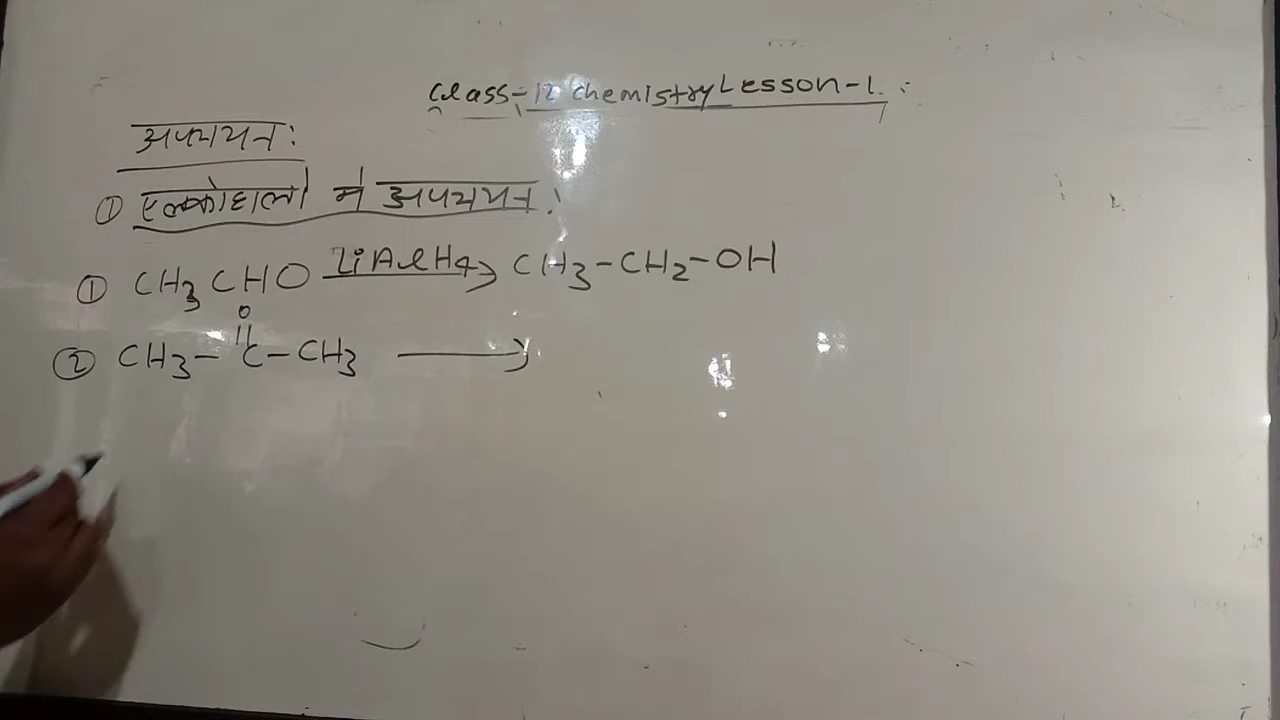 Class-12 chemistry Lesson-1.:
अपचयन:
① एल्कोहालो में अपचयन:
① CH3CHO LiAlH4→ CH3-CH2-OH
O
||
② CH3-C-CH3 →